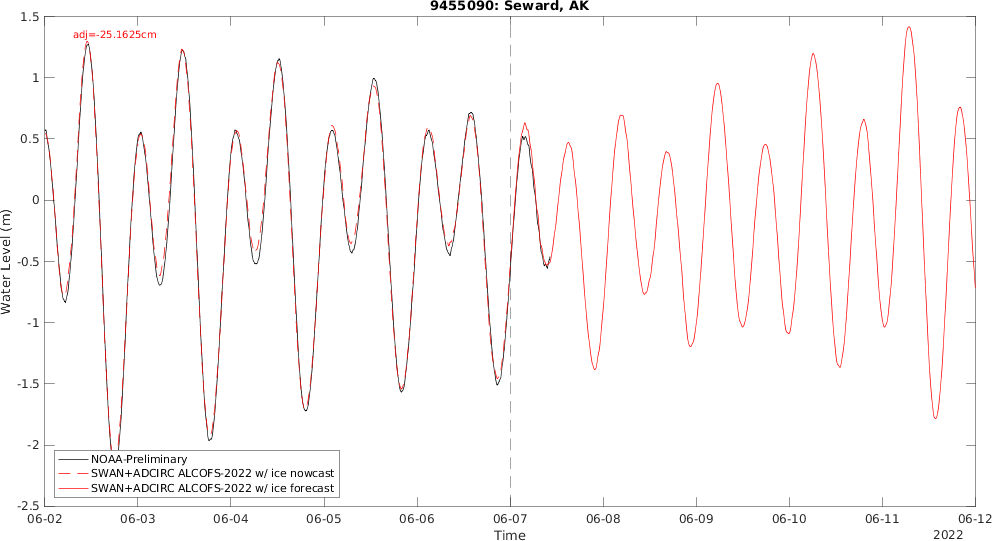 9455090: Seward, AK
adj=-25.1625cm
Water Level (m)
1.5
1
0.5
0
-0.5
-1
-1.5
-2
-2.5
NOAA-Preliminary
SWAN+ADCIRC ALCOFS-2022 w/ ice nowcast
SWAN+ADCIRC ALCOFS-2022 w/ ice forecast
06-02 06-03 06-04 06-05 06-06 06-07 06-08 06-09 06-10 06-11 06-12
Time
2022